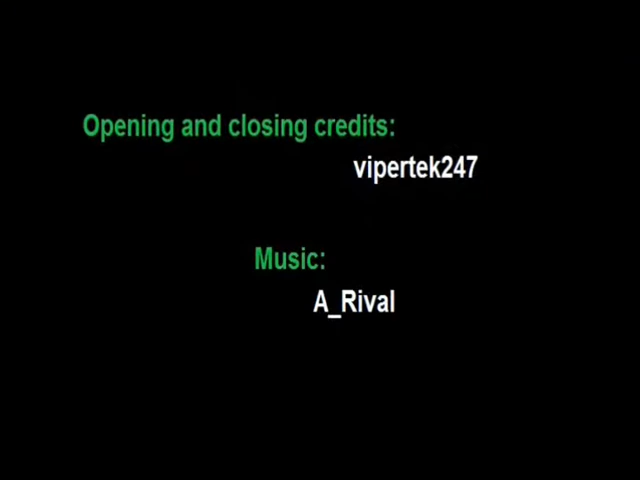 Opening and closing credits:
vipertek247
Music:
A_Rival